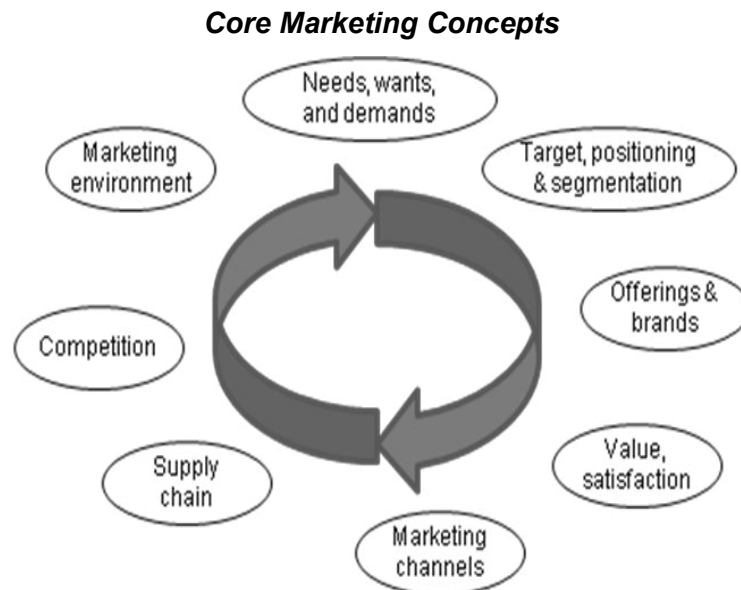 Core Marketing Concepts
Needs, wants,
and demands
Marketing
environment
Target, positioning
& segmentation
Offerings &
brands
Competition
Value,
satisfaction
Supply
chain
Marketing
channels